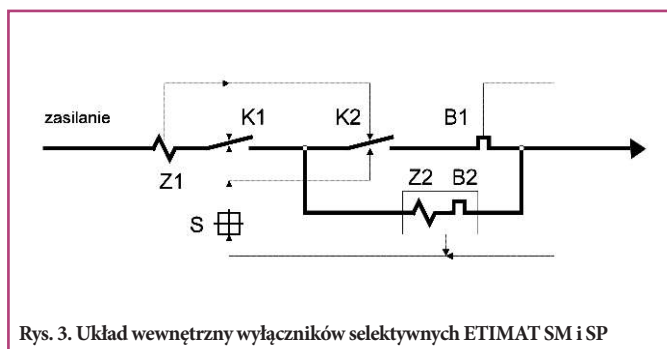 K1 K2 B1
zasilanie
Z1 Z2 B2
S
Rys. 3. Układ wewnętrzny wyłączników selektywnych ETIMAT SM i SP